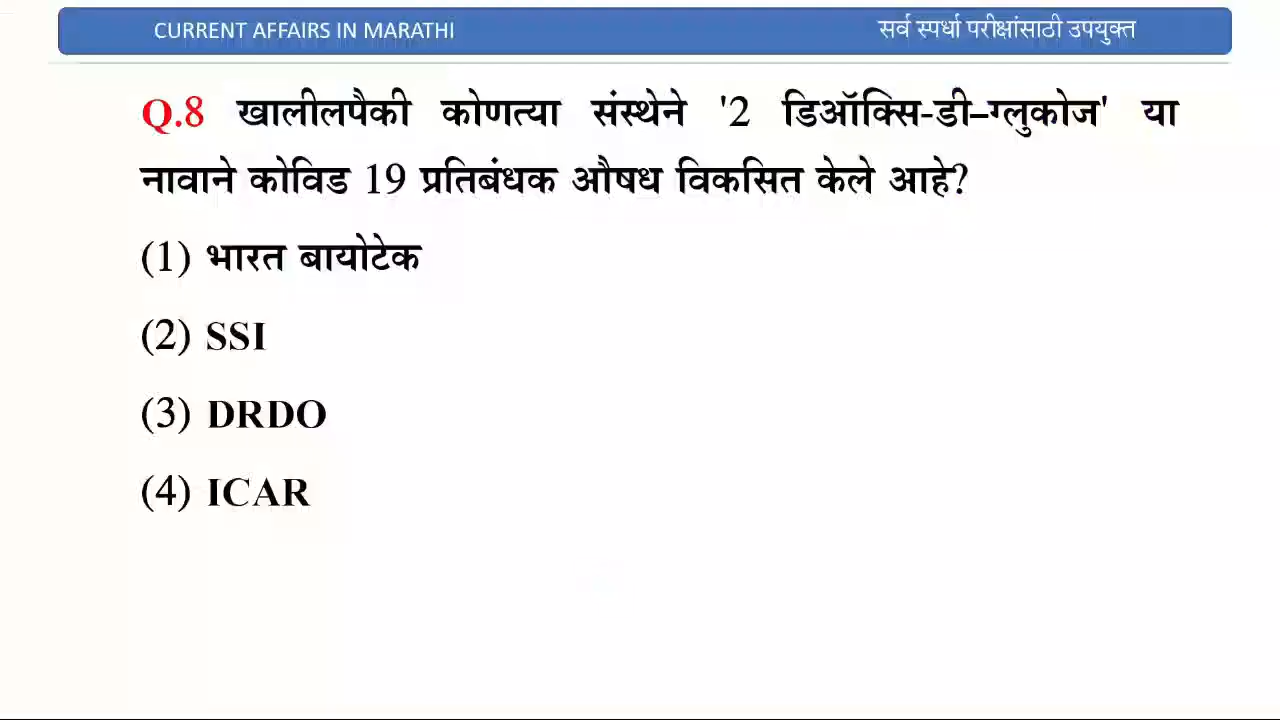 CURRENT AFFAIRS IN MARATHI सर्व स्पर्धा परीक्षांसाठी उपयुक्त
Q.8 खालीलपैकी कोणत्या संस्थेने '2 डिऑक्सि-डी–ग्लुकोज' या
नावाने कोविड 19 प्रतिबंधक औषध विकसित केले आहे?
(1) भारत बायोटेक
(2) SSI
(3) DRDO
(4) ICAR